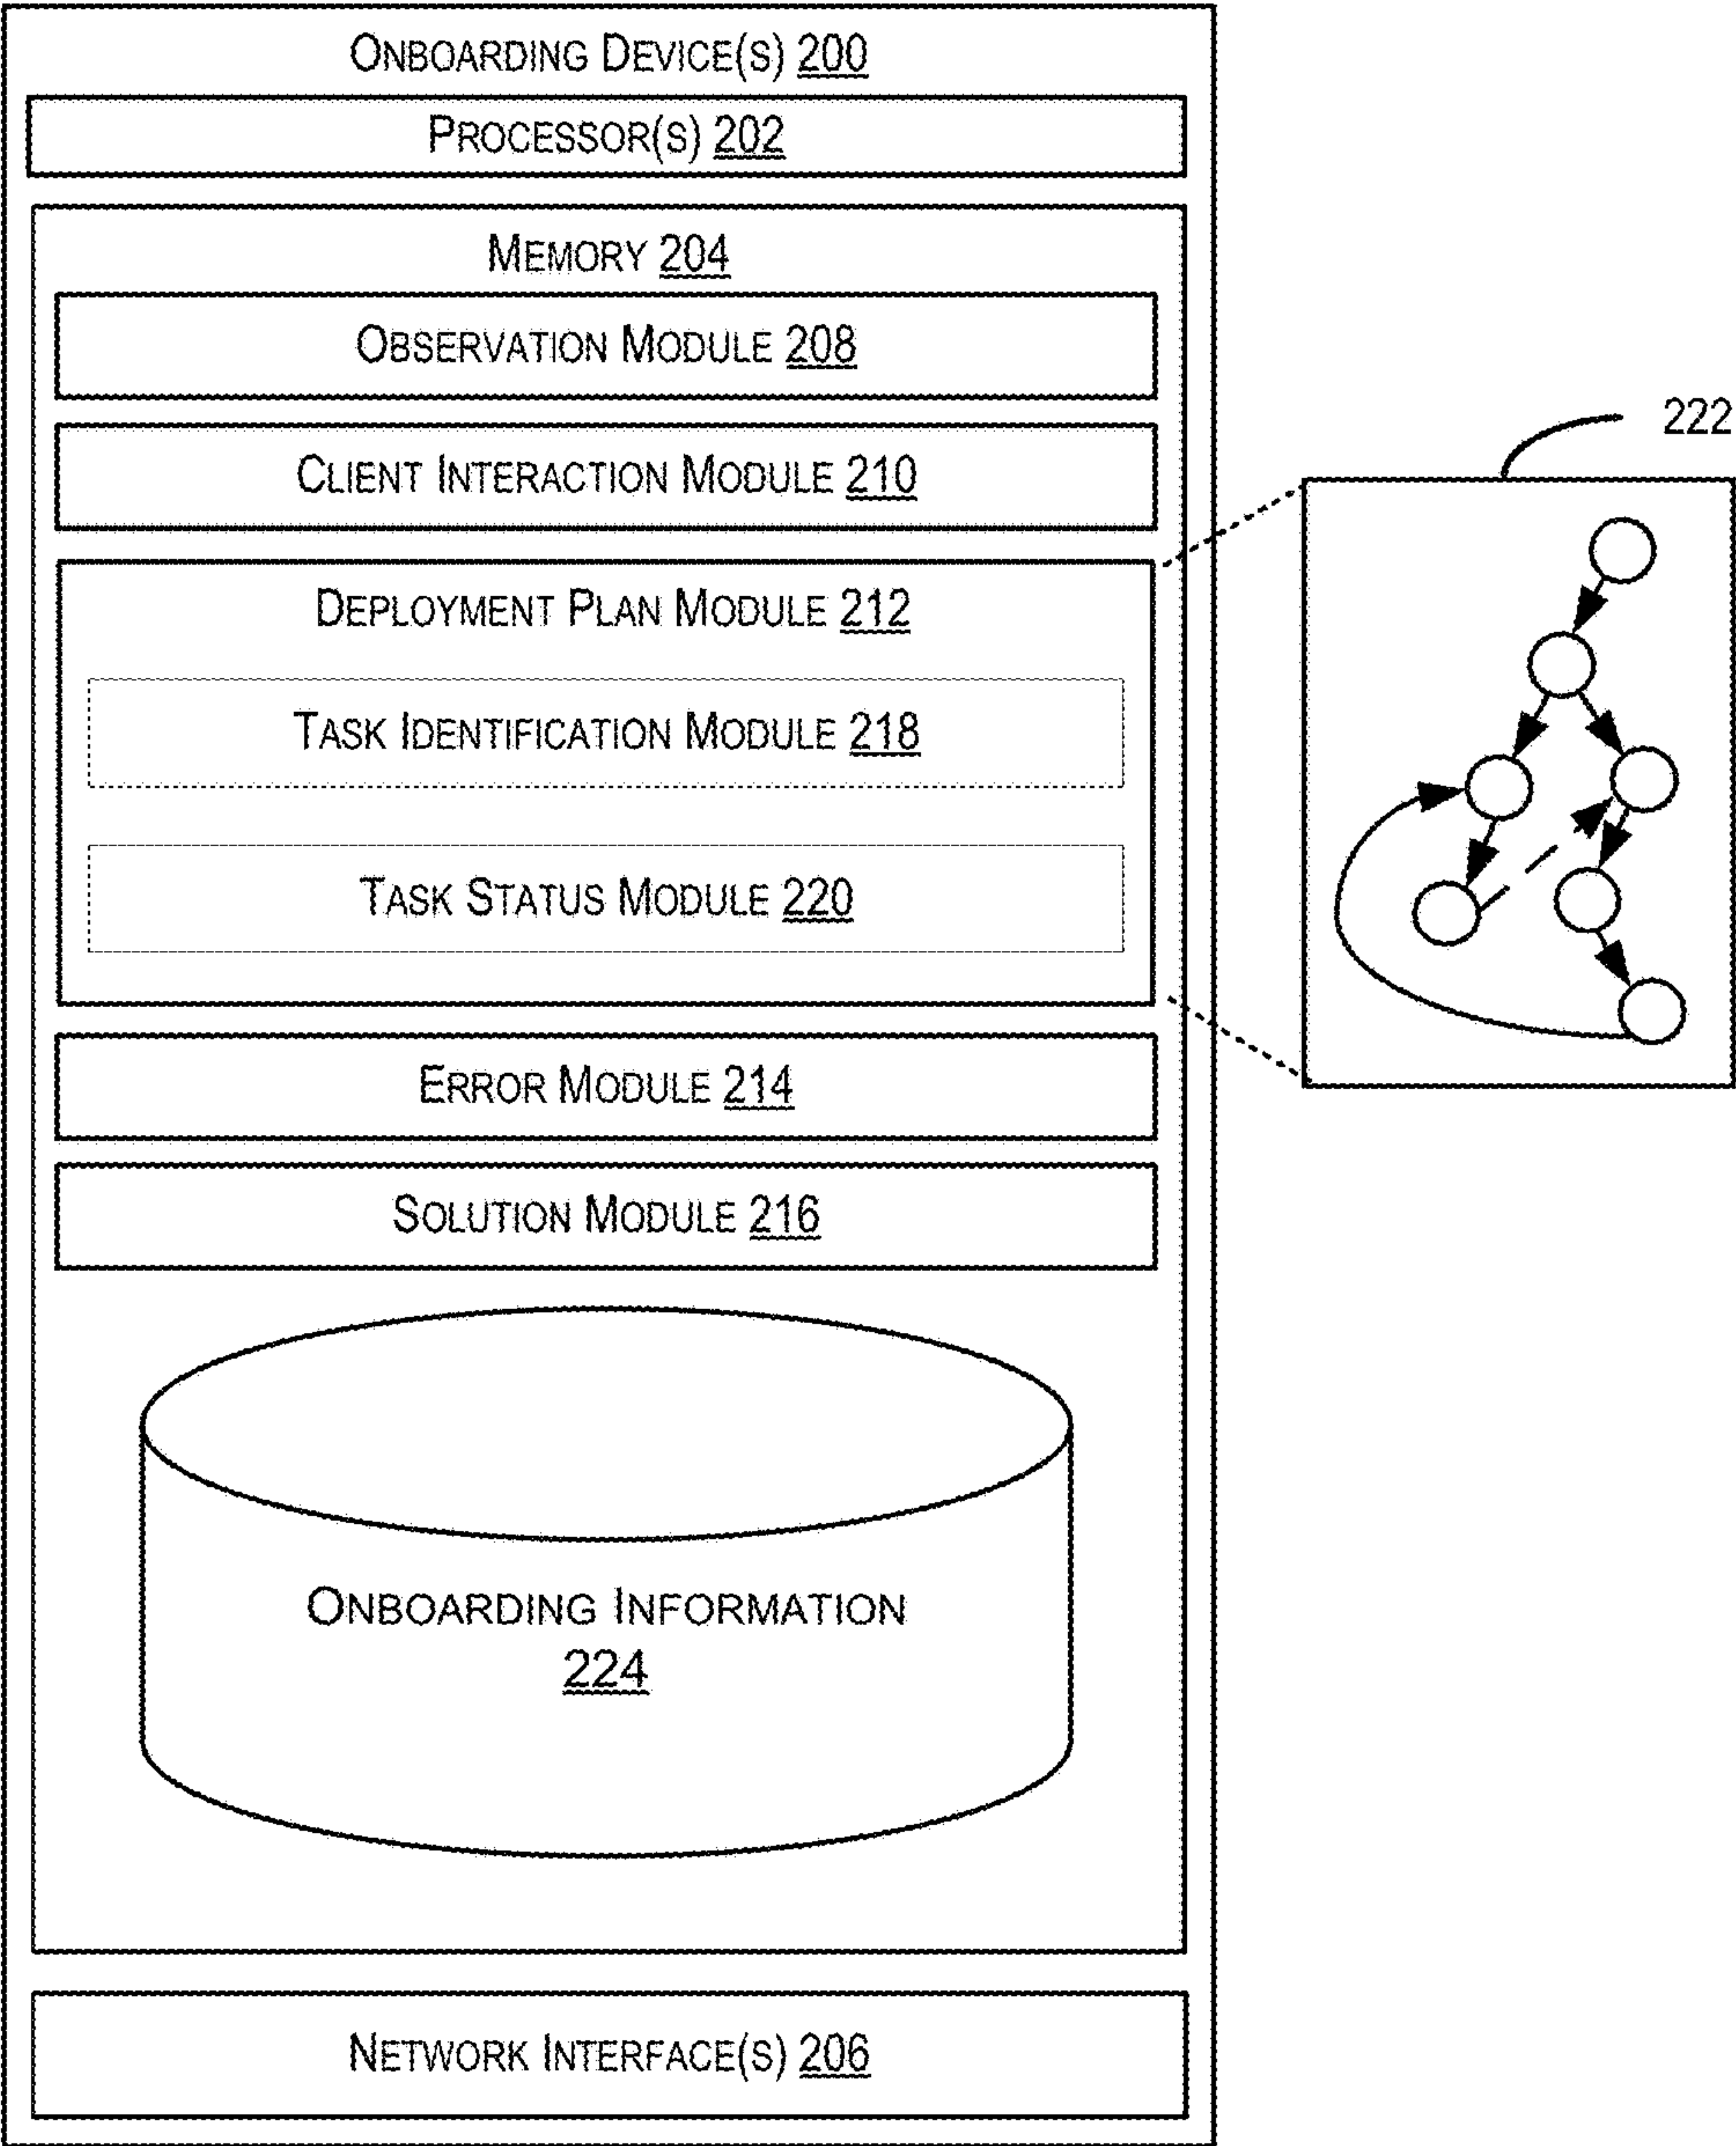 ONBOARDING DEVICE(S) 200
PROCESSOR(S) 202
MEMORY 204
OBSERVATION MODULE 208
CLIENT INTERACTION MODULE 210
222
DEPLOYMENT PLAN MODULE 212
TASK IDENTIFICATION MODULE 218
TASK STATUS MODULE 220
ERROR MODULE 214
SOLUTION MODULE 216
ONBOARDING INFORMATION
224
NETWORK INTERFACE(S) 206